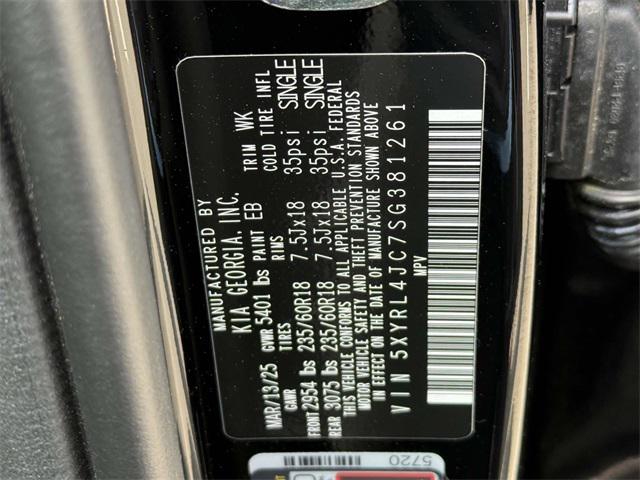 MANUFACTURED BY
KIA GEORGIA, INC.
MAR/13/25 GVWR 5401 lbs PAINT EB TRIM WK
GAWR TIRES RIMS COLD TIRE INFL
FRONT 2954 lbs 235/60R18 7.5Jx18 35psi SINGLE
REAR 3075 lbs 235/60R18 7.5Jx18 35psi SINGLE
THIS VEHICLE CONFORMS TO ALL APPLICABLE U.S.A. FEDERAL
MOTOR VEHICLE SAFETY AND THEFT PREVENTION STANDARDS
IN EFFECT ON THE DATE OF MANUFACTURE SHOWN ABOVE
VIN 5XYRL4JC7SG381261
MPV
5720